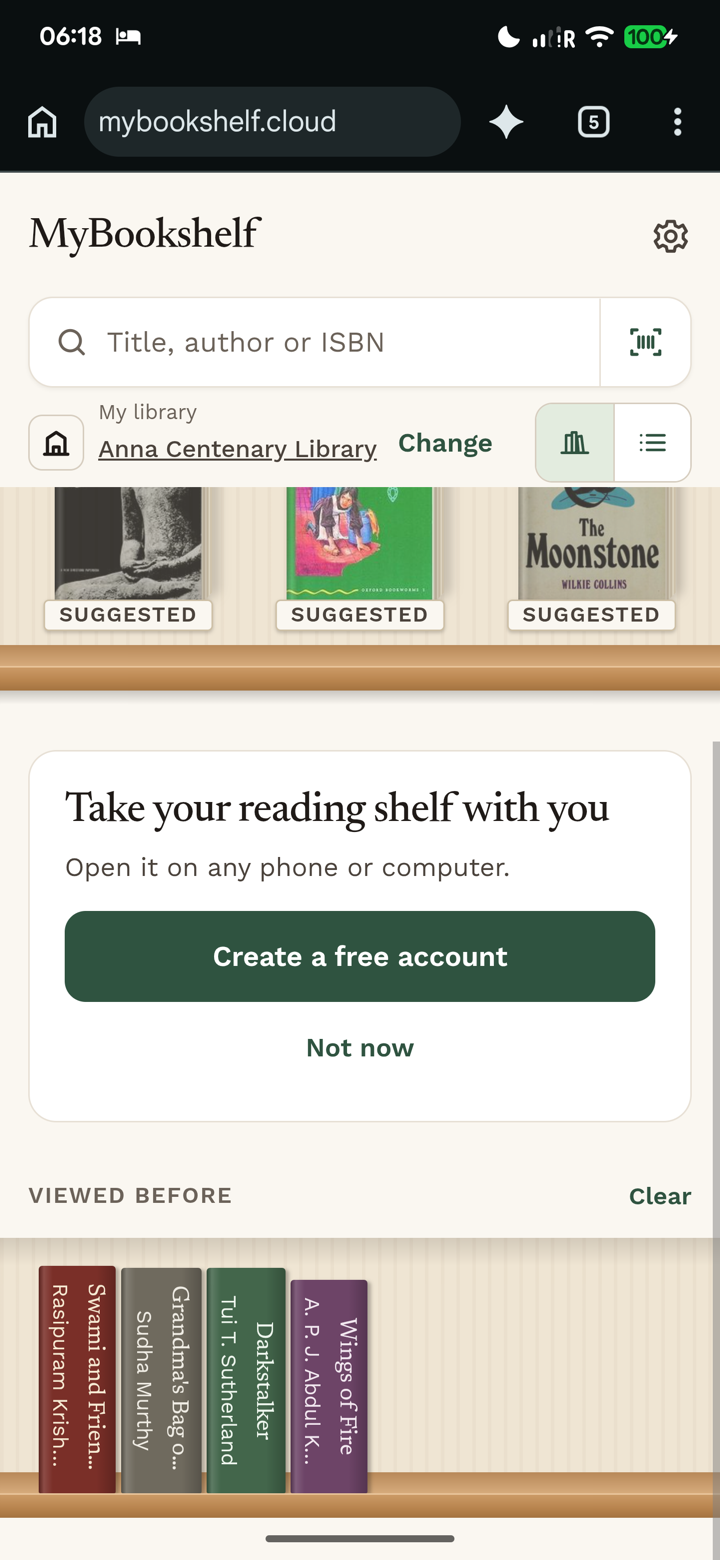 06:18
R
100
mybookshelf.cloud
5
MyBookshelf
Title, author or ISBN
My library
Anna Centenary Library
Change
The
Moonstone
WILKIE COLLINS
OXFORD BOOKWORMS
SUGGESTED
SUGGESTED
SUGGESTED
Take your reading shelf with you
Open it on any phone or computer.
Create a free account
Not now
VIEWED BEFORE
Clear
Swami and Frien...
Rasipuram Krish...
Grandma's Bag o...
Sudha Murthy
Darkstalker
Tui T. Sutherland
Wings of Fire
A. P. J. Abdul K...